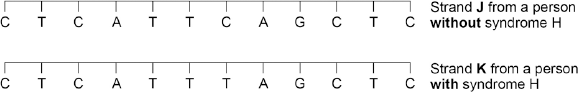 Strand J from a person
C T C A T T C A G C T C without syndrome H
Strand K from a person
C T C A T T T A G C T C with syndrome H